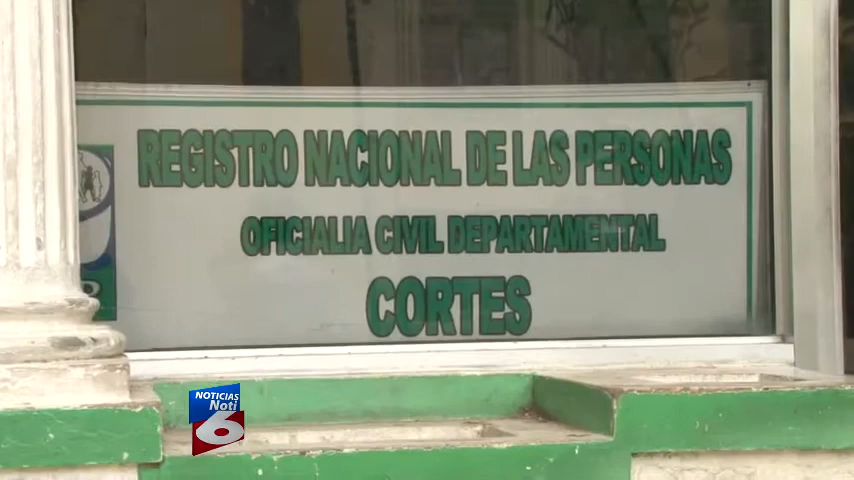 REGISTRO NACIONAL DE LAS PERSONAS
OFICIALIA CIVIL DEPARTAMENTAL
CORTES
NOTICIAS
Noti
6